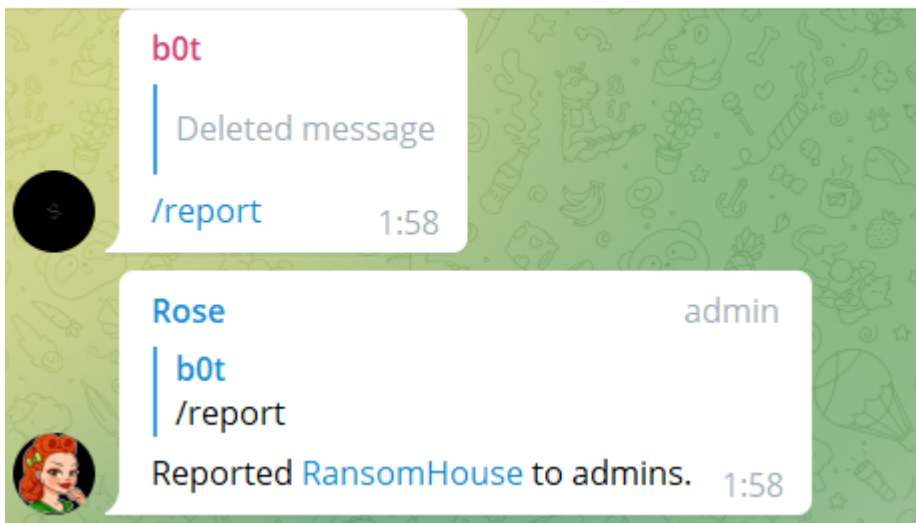 b0t
Deleted message
/report 1:58
Rose admin
b0t
/report
Reported RansomHouse to admins. 1:58